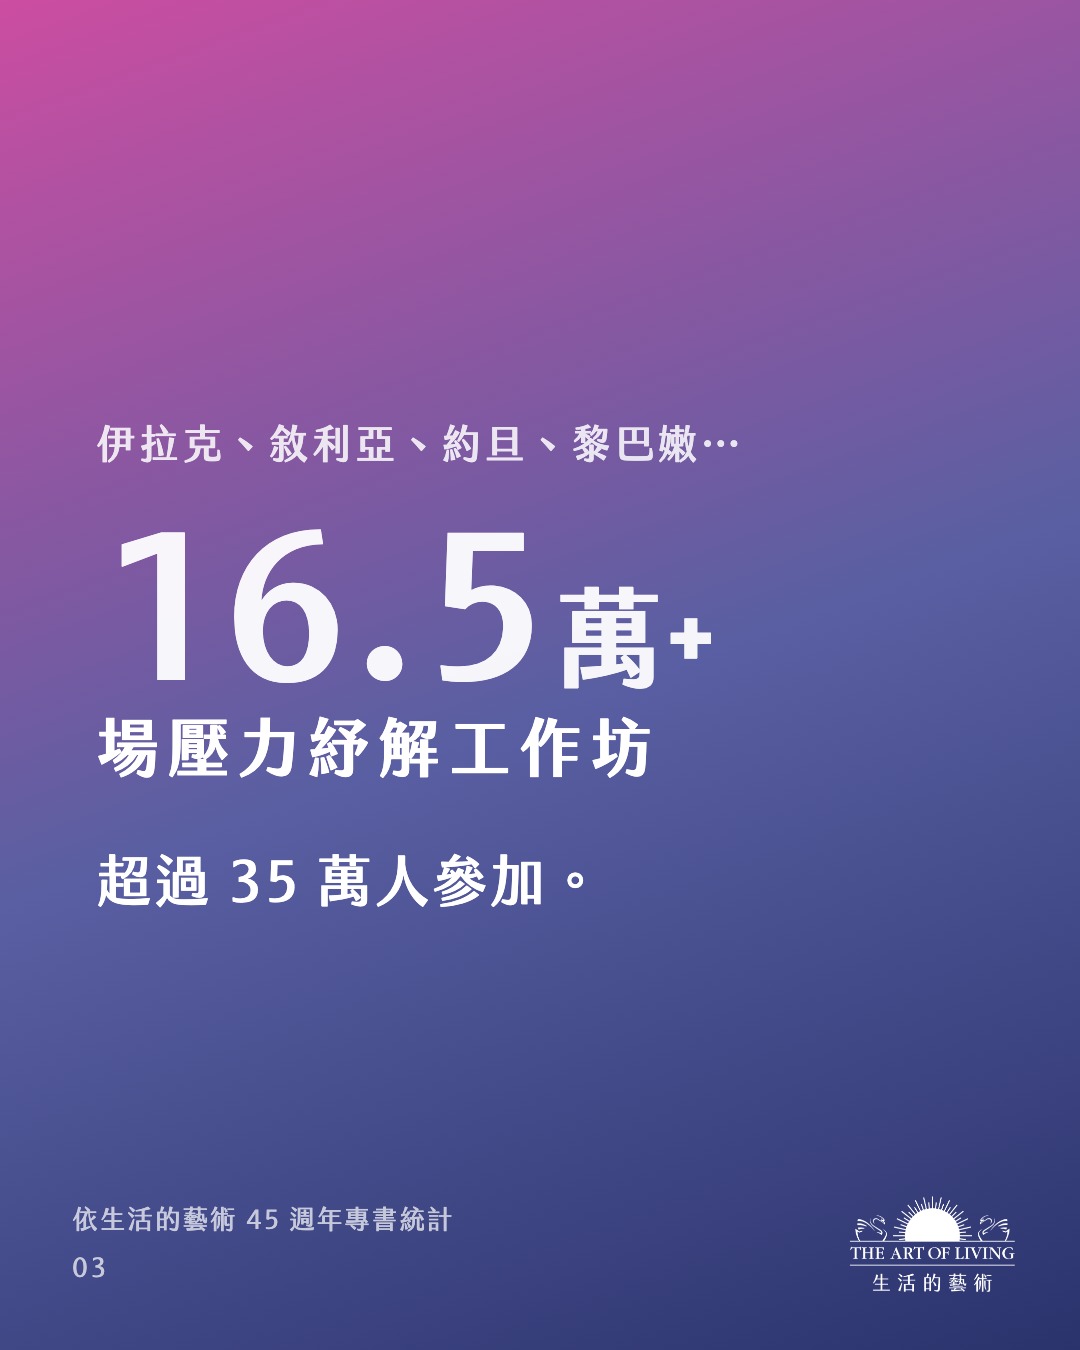 伊拉克、敘利亞、約旦、黎巴嫩⋯
16.5萬+
場壓力紓解工作坊
超過 35 萬人參加。
依生活的藝術 45 週年專書統計
03
THE ART OF LIVING
生活的藝術